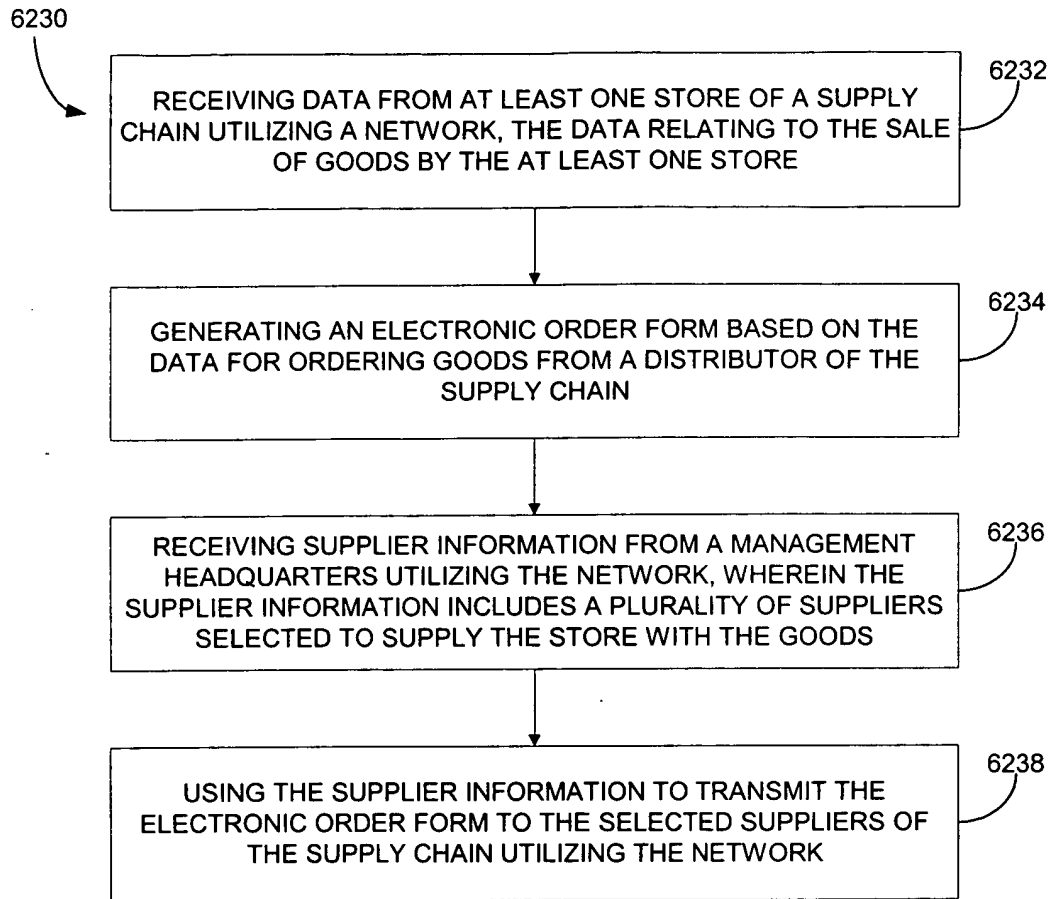 6230
6232
RECEIVING DATA FROM AT LEAST ONE STORE OF A SUPPLY
CHAIN UTILIZING A NETWORK, THE DATA RELATING TO THE SALE
OF GOODS BY THE AT LEAST ONE STORE
6234
GENERATING AN ELECTRONIC ORDER FORM BASED ON THE
DATA FOR ORDERING GOODS FROM A DISTRIBUTOR OF THE
SUPPLY CHAIN
6236
RECEIVING SUPPLIER INFORMATION FROM A MANAGEMENT
HEADQUARTERS UTILIZING THE NETWORK, WHEREIN THE
SUPPLIER INFORMATION INCLUDES A PLURALITY OF SUPPLIERS
SELECTED TO SUPPLY THE STORE WITH THE GOODS
6238
USING THE SUPPLIER INFORMATION TO TRANSMIT THE
ELECTRONIC ORDER FORM TO THE SELECTED SUPPLIERS OF
THE SUPPLY CHAIN UTILIZING THE NETWORK